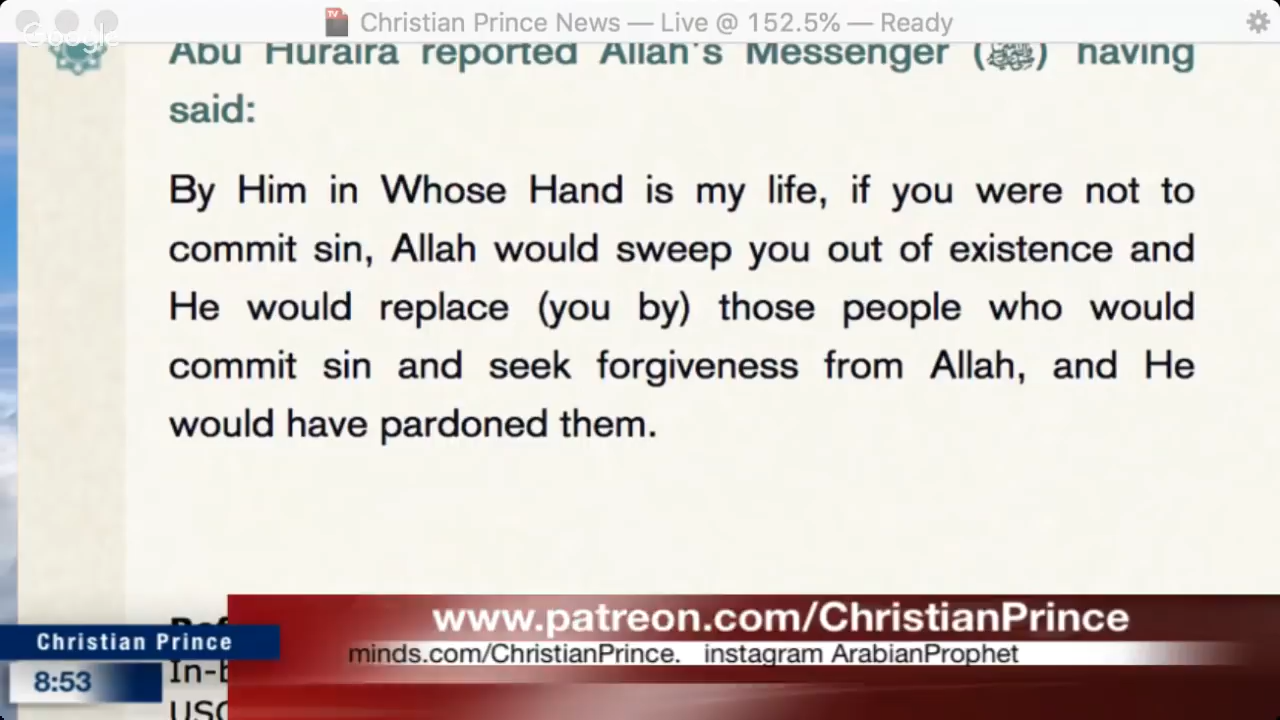 Christian Prince News — Live @ 152.5% — Ready
Google
Abu Huraira reported Allah's Messenger (ﷺ) having
said:
By Him in Whose Hand is my life, if you were not to
commit sin, Allah would sweep you out of existence and
He would replace (you by) those people who would
commit sin and seek forgiveness from Allah, and He
would have pardoned them.
www.patreon.com/ChristianPrince
Christian Prince
minds.com/ChristianPrince. instagram ArabianProphet
8:53